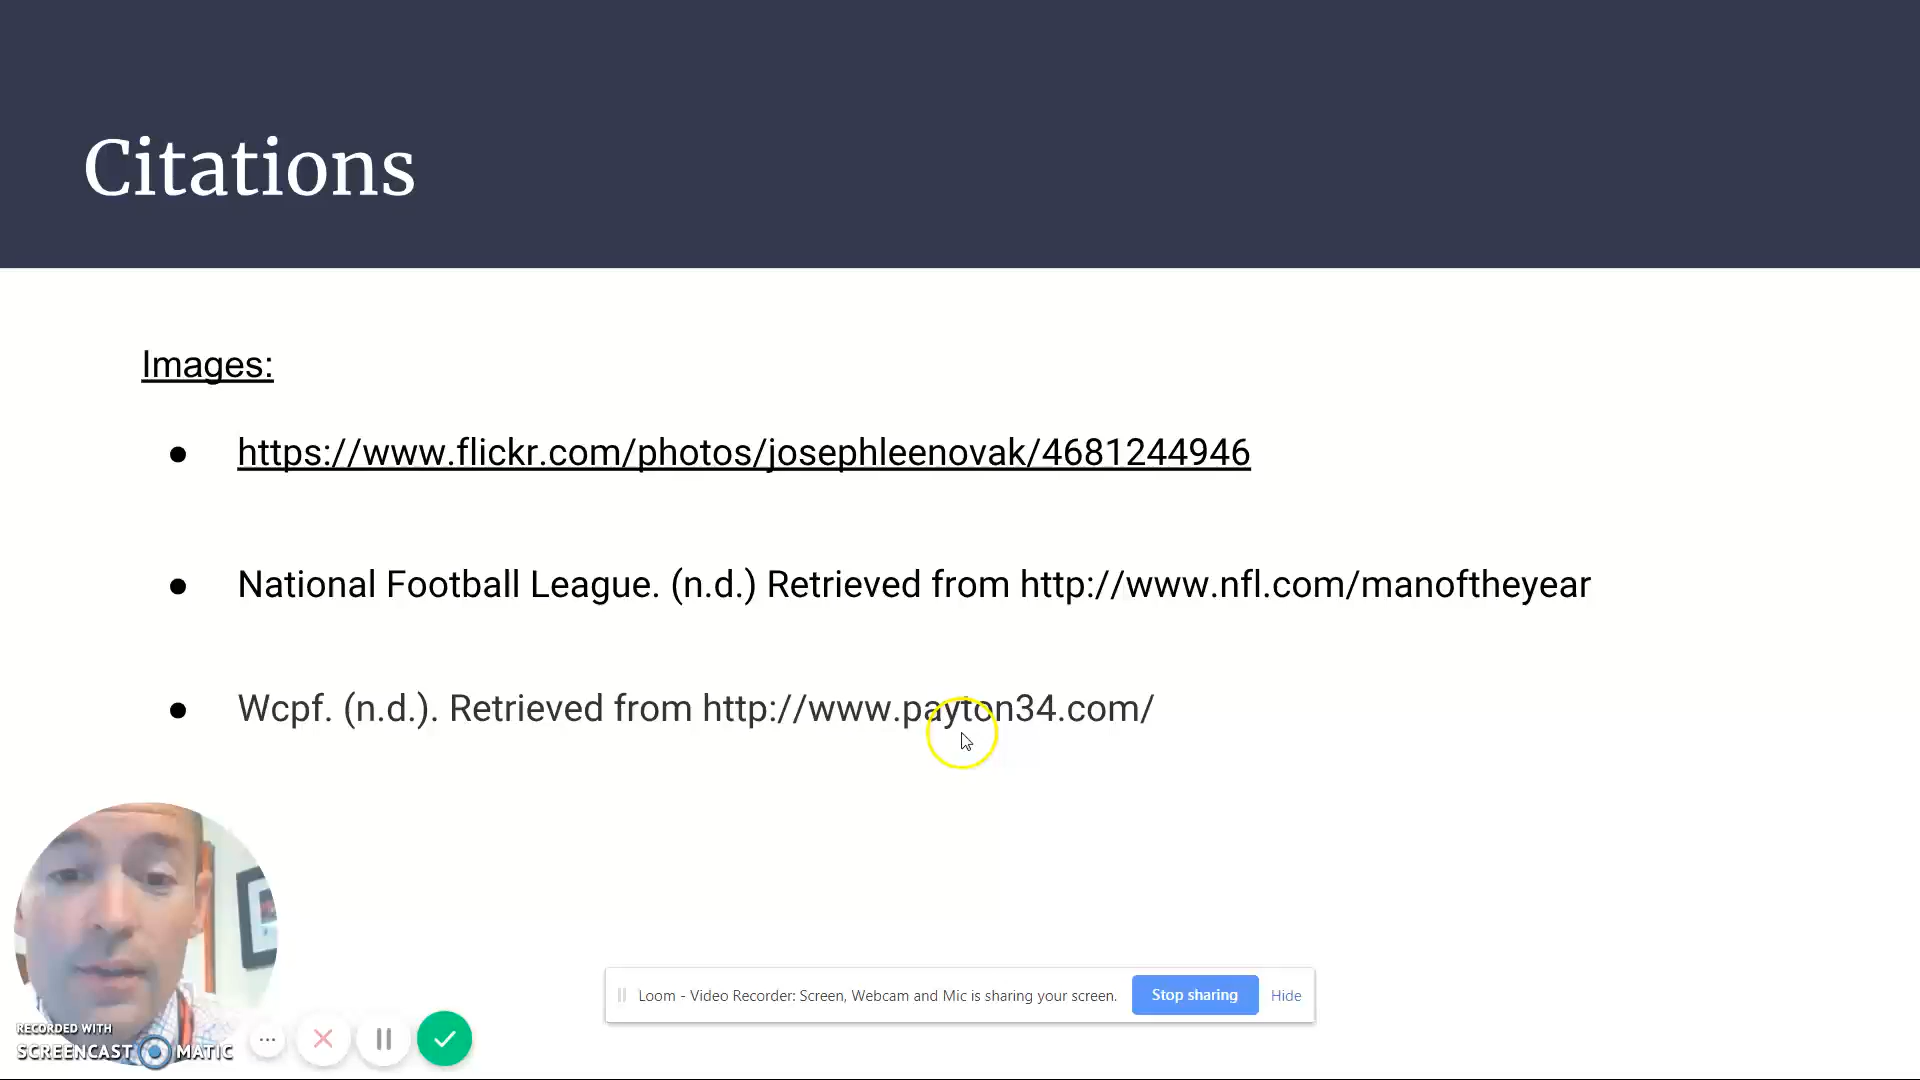 Citations
Images:
● https://www.flickr.com/photos/josephleenovak/4681244946
● National Football League. (n.d.) Retrieved from http://www.nfl.com/manoftheyear
● Wcpf. (n.d.). Retrieved from http://www.payton34.com/
Loom - Video Recorder: Screen, Webcam and Mic is sharing your screen. Stop sharing Hide
RECORDED WITH
SCREENCAST MATIC